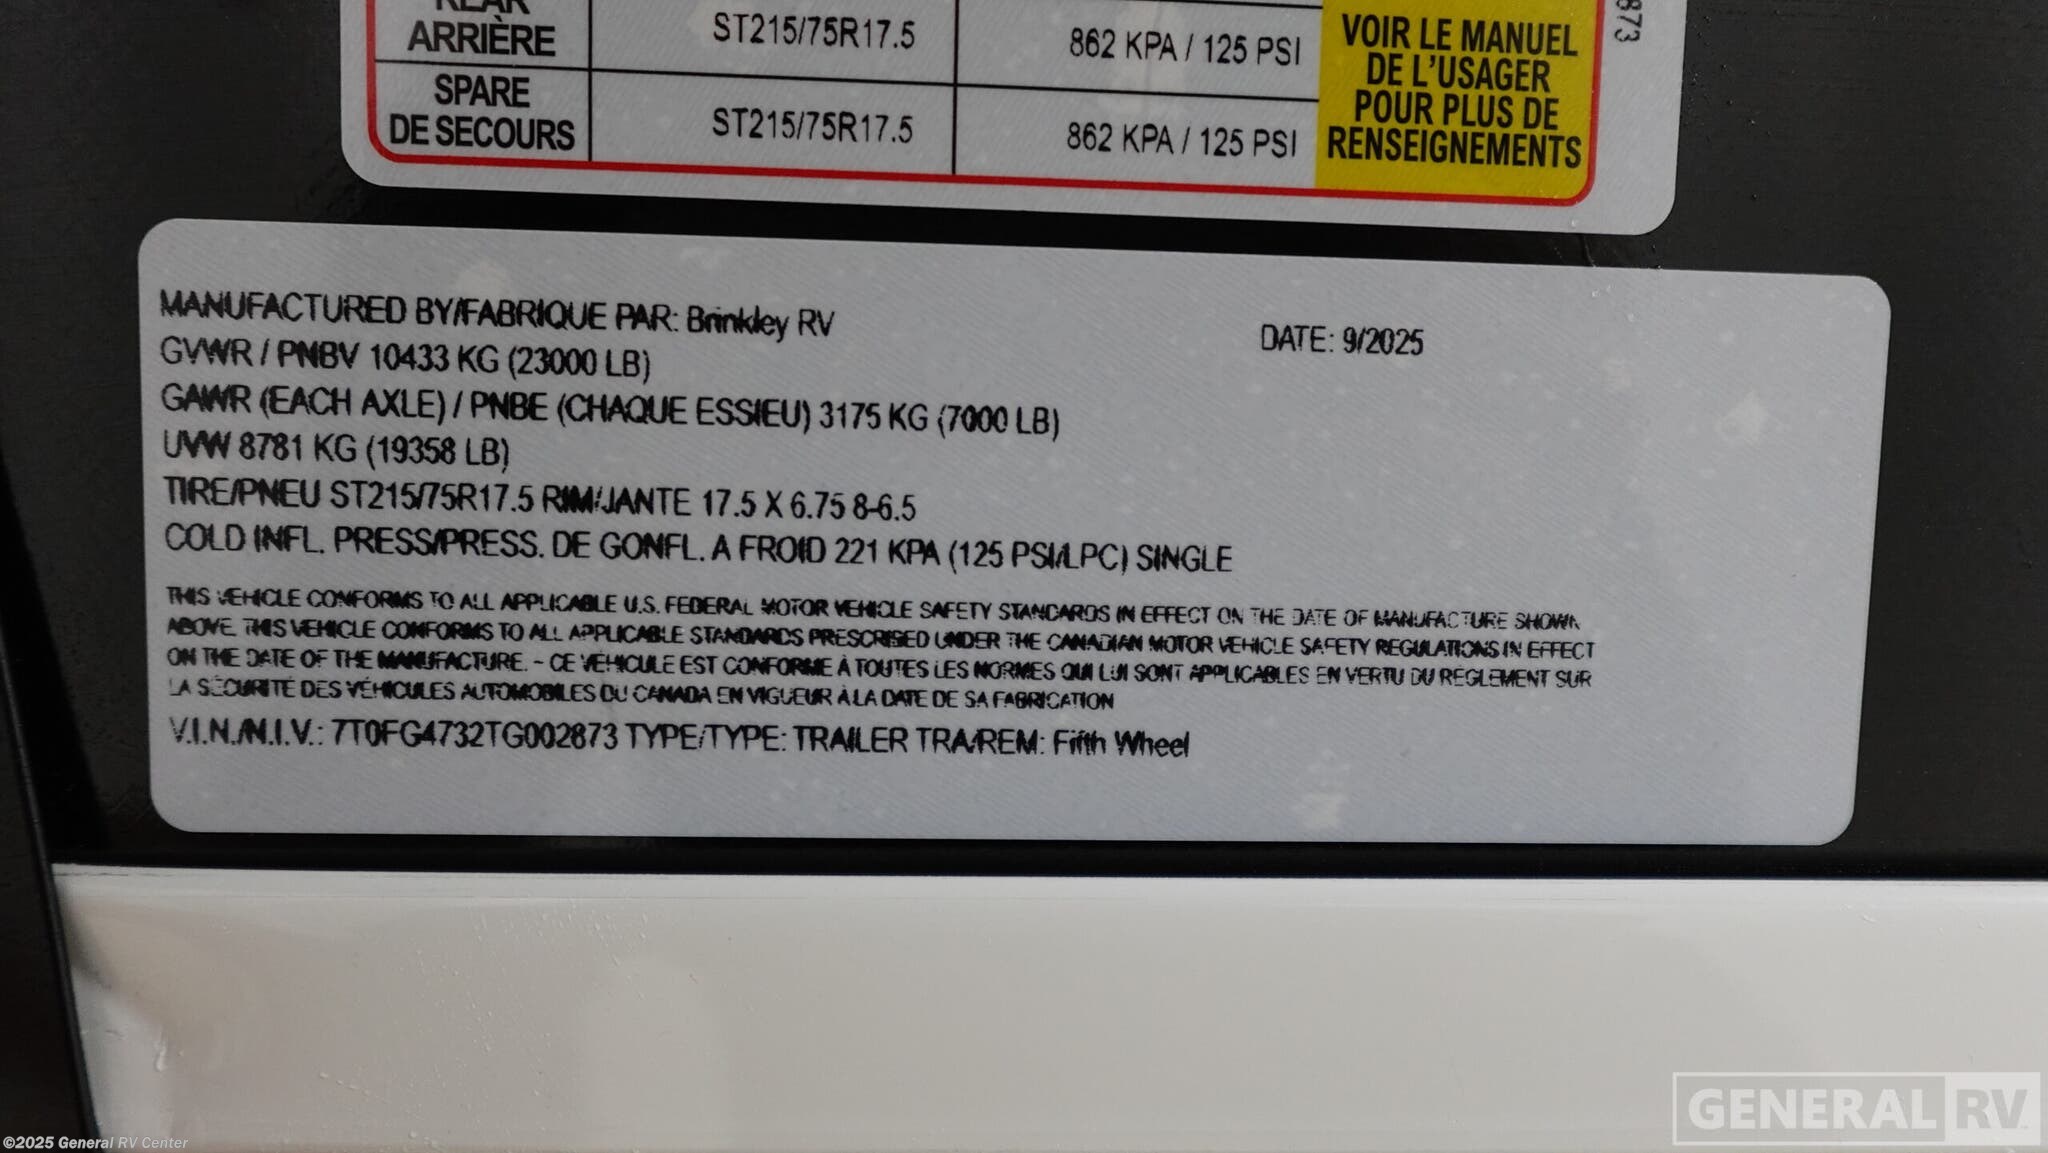 REAR
ARRIÈRE ST215/75R17.5 862 KPA / 125 PSI
SPARE
DE SECOURS ST215/75R17.5 862 KPA / 125 PSI
VOIR LE MANUEL
DE L'USAGER
POUR PLUS DE
RENSEIGNEMENTS
873
MANUFACTURED BY/FABRIQUE PAR: Brinkley RV DATE: 9/2025
GVWR / PNBV 10433 KG (23000 LB)
GAWR (EACH AXLE) / PNBE (CHAQUE ESSIEU) 3175 KG (7000 LB)
UVW 8781 KG (19358 LB)
TIRE/PNEU ST215/75R17.5 RIM/JANTE 17.5 X 6.75 8-6.5
COLD INFL. PRESS/PRESS. DE GONFL. A FROID 221 KPA (125 PSI/LPC) SINGLE
THIS VEHICLE CONFORMS TO ALL APPLICABLE U.S. FEDERAL MOTOR VEHICLE SAFETY STANDARDS IN EFFECT ON THE DATE OF MANUFACTURE SHOWN
ABOVE. THIS VEHICLE CONFORMS TO ALL APPLICABLE STANDARDS PRESCRISED UNDER THE CANADIAN MOTOR VEHICLE SAFETY REGULATIONS IN EFFECT
ON THE DATE OF THE MANUFACTURE. - CE VÉHICULE EST CONFORME À TOUTES LES NORMES QUI LUI SONT APPLICABLES EN VERTU DU RÉGLEMENT SUR
LA SÉCURITÉ DES VÉHICULES AUTOMOBILES DU CANADA EN VIGUEUR À LA DATE DE SA FABRICATION
V.I.N./N.I.V.: 7T0FG4732TG002873 TYPE/TYPE: TRAILER TRA/REM: Fifth Wheel
GENERAL RV
©2025 General RV Center